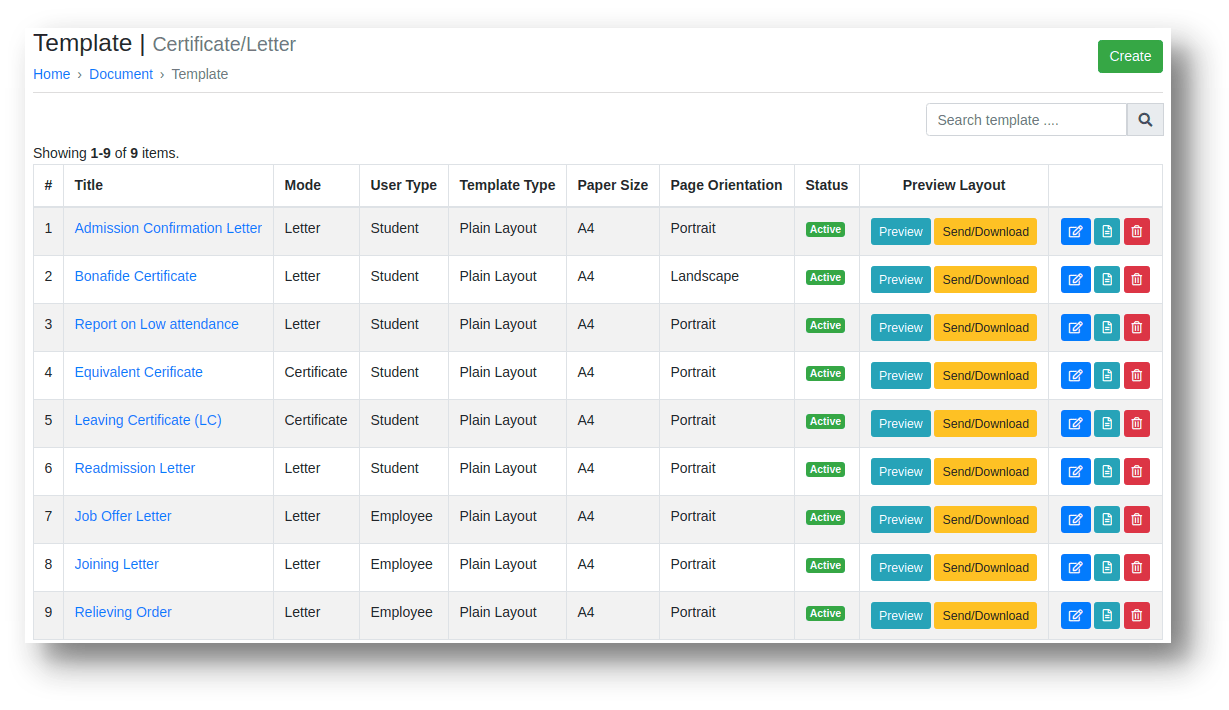 Template | Certificate/Letter
Create
Home › Document › Template
Search template ....
Showing 1-9 of 9 items.
# Title Mode User Type Template Type Paper Size Page Orientation Status Preview Layout
1 Admission Confirmation Letter Letter Student Plain Layout A4 Portrait Active Preview Send/Download
2 Bonafide Certificate Letter Student Plain Layout A4 Landscape Active Preview Send/Download
3 Report on Low attendance Letter Student Plain Layout A4 Portrait Active Preview Send/Download
4 Equivalent Cerificate Certificate Student Plain Layout A4 Portrait Active Preview Send/Download
5 Leaving Certificate (LC) Certificate Student Plain Layout A4 Portrait Active Preview Send/Download
6 Readmission Letter Letter Student Plain Layout A4 Portrait Active Preview Send/Download
7 Job Offer Letter Letter Employee Plain Layout A4 Portrait Active Preview Send/Download
8 Joining Letter Letter Employee Plain Layout A4 Portrait Active Preview Send/Download
9 Relieving Order Letter Employee Plain Layout A4 Portrait Active Preview Send/Download